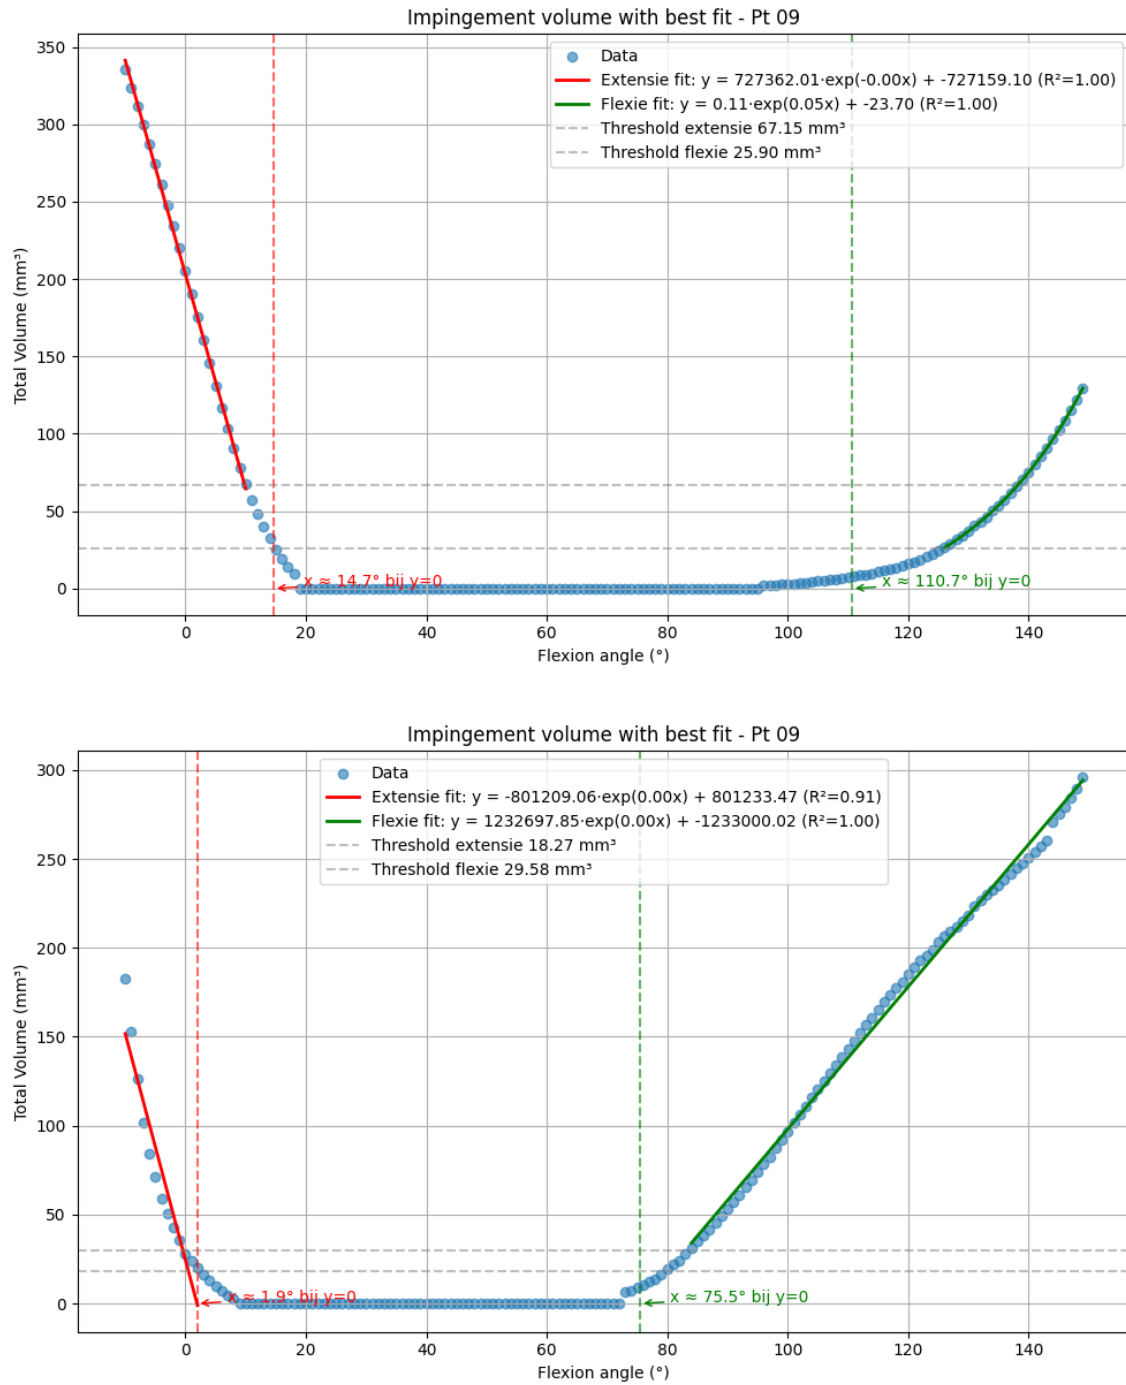 Impingement volume with best fit - Pt 09
Data
Extensie fit: y = 727362.01·exp(-0.00x) + -727159.10 (R²=1.00)
Flexie fit: y = 0.11·exp(0.05x) + -23.70 (R²=1.00)
Threshold extensie 67.15 mm³
Threshold flexie 25.90 mm³
Total Volume (mm³)
350
300
250
200
150
100
50
0
x ≈ 14.7° bij y=0
x ≈ 110.7° bij y=0
0 20 40 60 80 100 120 140
Flexion angle (°)
Impingement volume with best fit - Pt 09
Data
Extensie fit: y = -801209.06·exp(0.00x) + 801233.47 (R²=0.91)
Flexie fit: y = 1232697.85·exp(0.00x) + -1233000.02 (R²=1.00)
Threshold extensie 18.27 mm³
Threshold flexie 29.58 mm³
Total Volume (mm³)
300
250
200
150
100
50
0
x ≈ 1.9° bij y=0
x ≈ 75.5° bij y=0
0 20 40 60 80 100 120 140
Flexion angle (°)